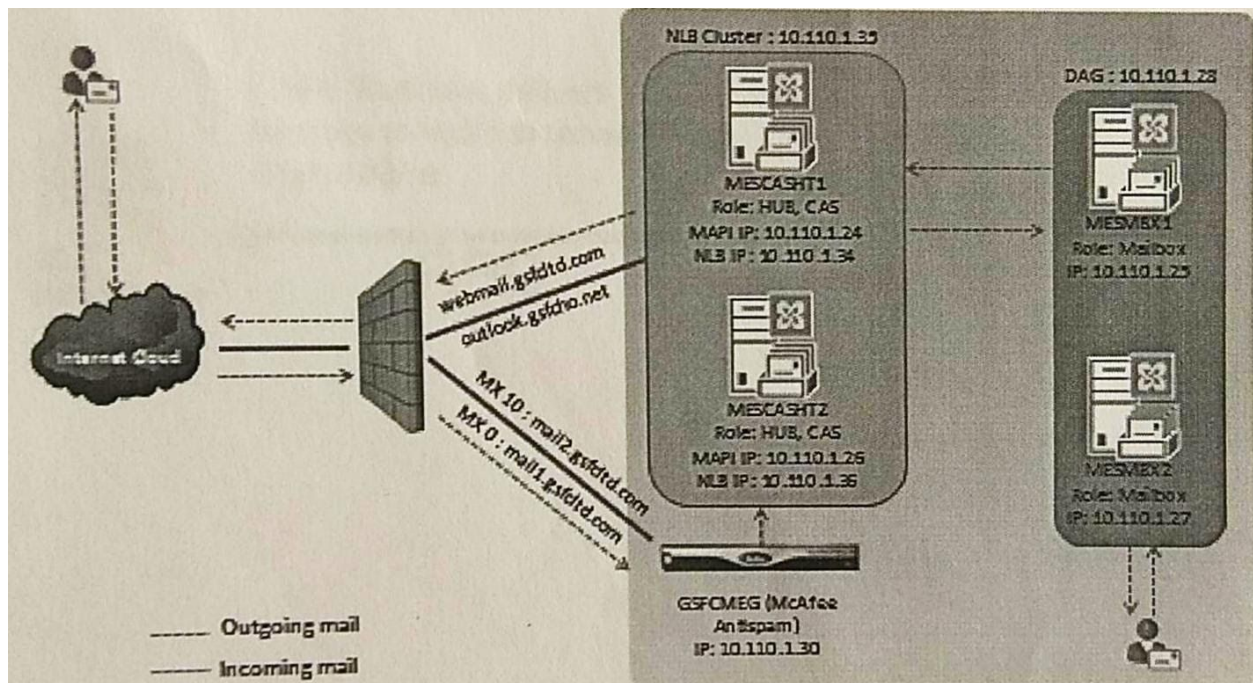 NLB Cluster : 10.110.1.35
MESCASHT1
Role: HUB, CAS
MAPI IP: 10.110.1.24
NLB IP: 10.110.1.34
MESCASHT2
Role: HUB, CAS
MAPI IP: 10.110.1.26
NLB IP: 10.110.1.36
DAG : 10.110.1.28
MESMBX1
Role: Mailbox
IP: 10.110.1.25
MESMBX2
Role: Mailbox
IP: 10.110.1.27
webmail.gsfcltd.com
outlook.gsfcho.net
Internet Cloud
MX 10 : mail2.gsfcltd.com
MX 0 : mail1.gsfcltd.com
GSFCMEG (McAfee
Antispam)
IP: 10.110.1.30
Outgoing mail
Incoming mail